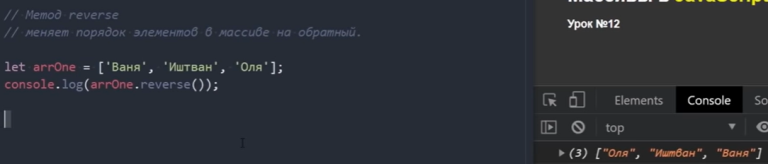 // Метод reverse
// меняет порядок элементов в массиве на обратный.
let arrOne = ['Ваня', 'Иштван', 'Оля'];
console.log(arrOne.reverse());
Урок №12
Elements
Console
So
top
(3) ["Оля", "Иштван", "Ваня"]